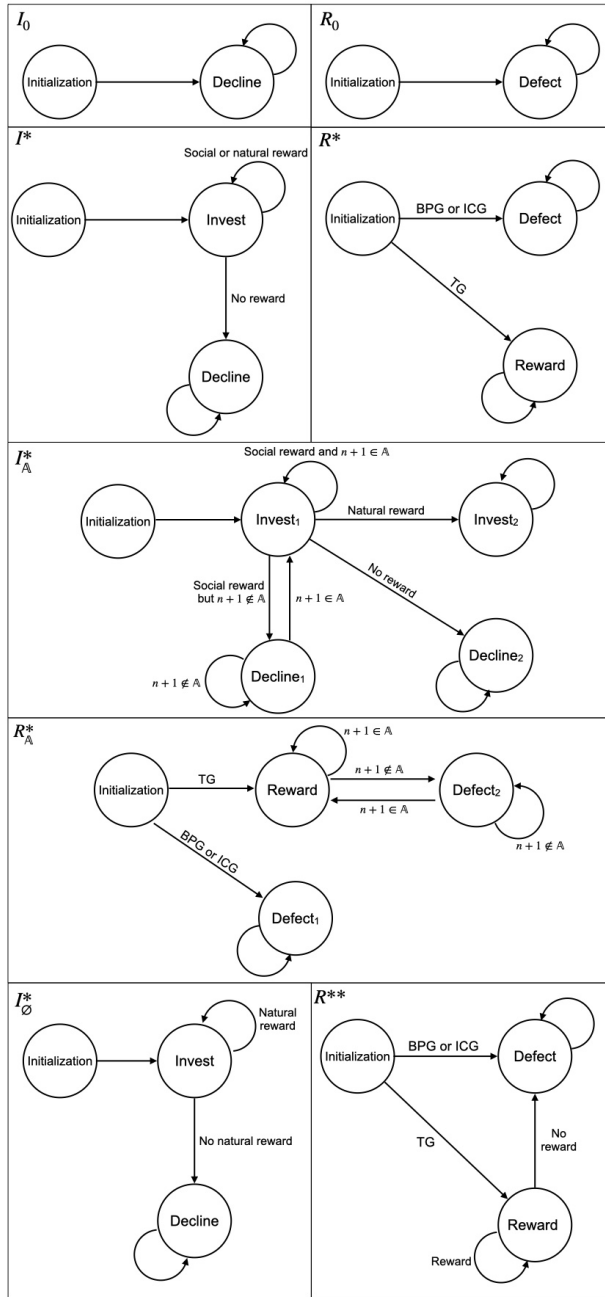 I₀
Initialization
Decline
R₀
Initialization
Defect
I*
Social or natural reward
Initialization
Invest
No reward
Decline
R*
Initialization
BPG or ICG
Defect
TG
Reward
I*_𝔸
Social reward and n + 1 ∈ 𝔸
Initialization
Invest₁
Natural reward
Invest₂
Social reward
but n + 1 ∉ 𝔸
n + 1 ∈ 𝔸
No reward
n + 1 ∉ 𝔸
Decline₁
Decline₂
R*_𝔸
n + 1 ∈ 𝔸
Initialization
TG
Reward
n + 1 ∉ 𝔸
n + 1 ∈ 𝔸
Defect₂
n + 1 ∉ 𝔸
BPG or ICG
Defect₁
I*_∅
Natural
reward
Initialization
Invest
No natural reward
Decline
R**
Initialization
BPG or ICG
Defect
TG
No
reward
Reward
Reward